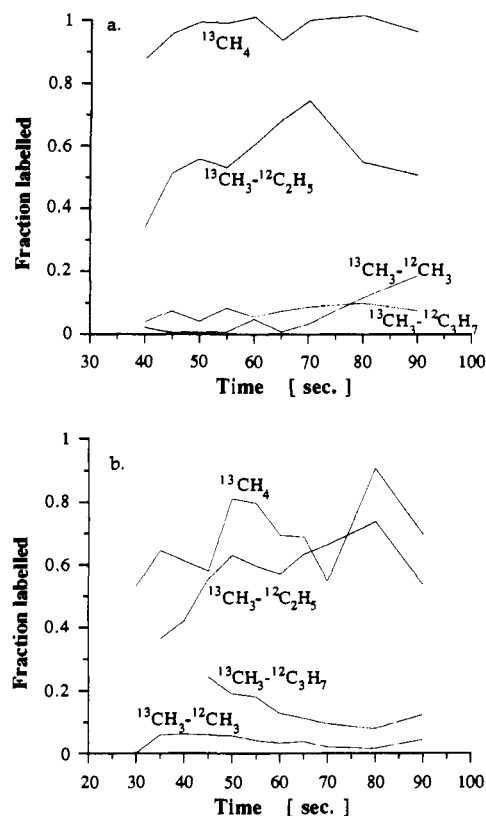 a.
1
0.8
0.6
0.4
0.2
0
Fraction labelled
¹³CH₄
¹³CH₃-¹²C₂H₅
¹³CH₃-¹²CH₃
¹³CH₃-¹²C₃H₇
30 40 50 60 70 80 90 100
Time [ sec. ]
b.
1
0.8
0.6
0.4
0.2
0
Fraction labelled
¹³CH₄
¹³CH₃-¹²C₂H₅
¹³CH₃-¹²C₃H₇
¹³CH₃-¹²CH₃
20 30 40 50 60 70 80 90 100
Time [ sec. ]